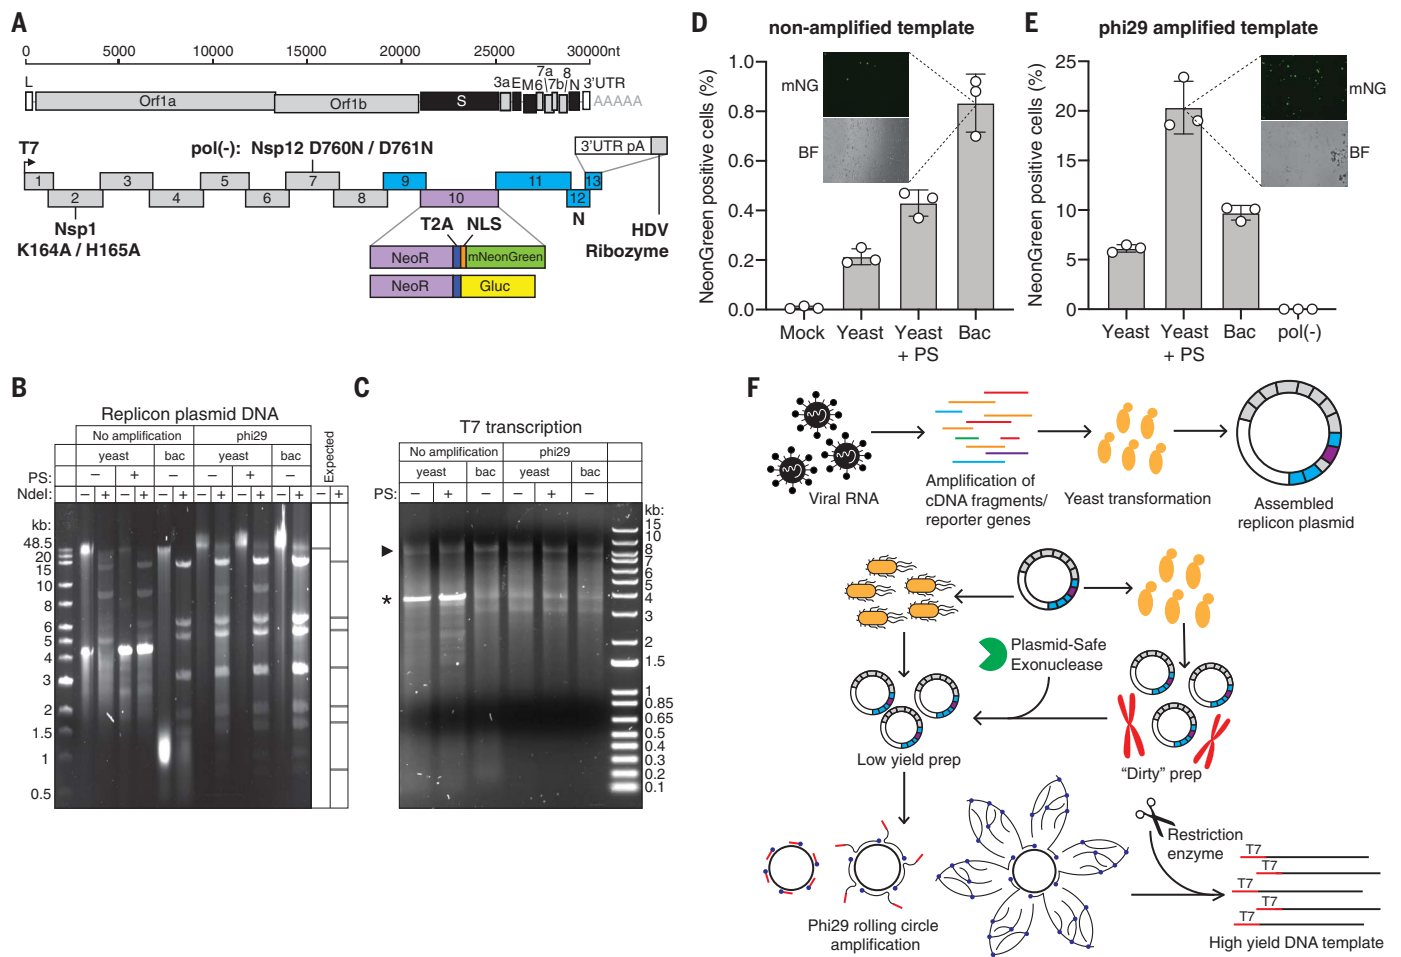 A
0 5000 10000 15000 20000 25000 30000nt
L Orf1a Orf1b S 3a E M 6 7a 7b 8 N 3'UTR AAAAA
T7 pol(-): Nsp12 D760N / D761N 3'UTR pA
1 3 5 7 9 11 13
2 4 6 8 10 12
Nsp1 T2A NLS N HDV
K164A / H165A Ribozyme
NeoR mNeonGreen
NeoR Gluc
B
Replicon plasmid DNA
No amplification phi29 Expected
yeast bac yeast bac
PS: – + – – + –
NdeI: – + – + – + – + – + – + – +
kb:
48.5
20
15
10
8
6
5
4
3
2
1.5
1
0.5
C
T7 transcription
No amplification phi29
yeast bac yeast bac
PS: – + – – + –
kb:
15
10
8
7
6
5
4
3
2
1.5
1
0.85
0.65
0.5
0.4
0.3
0.2
0.1
*
D
non-amplified template
NeonGreen positive cells (%)
1.0
0.8
0.6
0.4
0.2
0.0
mNG
BF
Mock Yeast Yeast Bac
+ PS
E
phi29 amplified template
NeonGreen positive cells (%)
25
20
15
10
5
0
mNG
BF
Yeast Yeast Bac pol(-)
+ PS
F
Viral RNA
Amplification of
cDNA fragments/
reporter genes
Yeast transformation
Assembled
replicon plasmid
Plasmid-Safe
Exonuclease
Low yield prep
“Dirty” prep
Phi29 rolling circle
amplification
Restriction
enzyme
T7
T7
T7
T7
T7
High yield DNA template